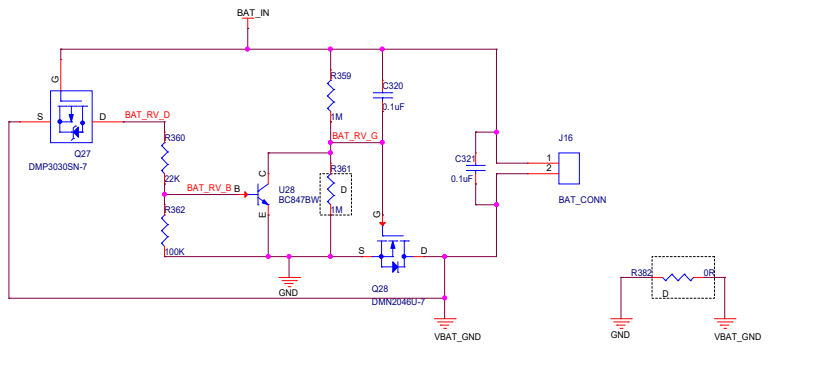 BAT_IN
G
S
D
BAT_RV_D
Q27
DMP3030SN-7
R360
22K
BAT_RV_B
B
C
E
U28
BC847BW
R362
100K
GND
R359
1M
C320
0.1uF
BAT_RV_G
R361
D
1M
G
S
D
Q28
DMN2046U-7
VBAT_GND
C321
0.1uF
J16
1
2
BAT_CONN
R382
0R
D
GND
VBAT_GND